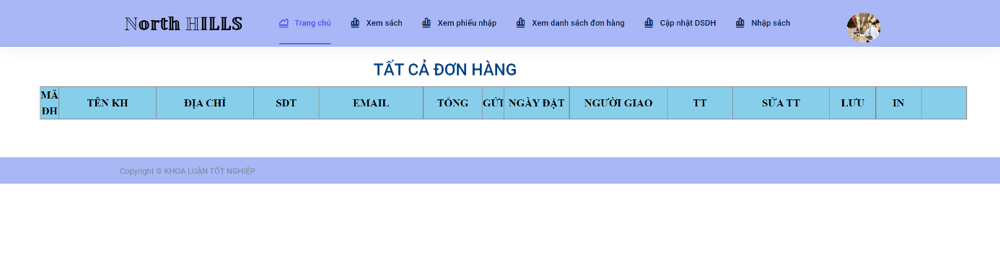 North HILLS
Trang chủ
Xem sách
Xem phiếu nhập
Xem danh sách đơn hàng
Cập nhật DSDH
Nhập sách
TẤT CẢ ĐƠN HÀNG
MÃ ĐH
TÊN KH
ĐỊA CHỈ
SDT
EMAIL
TỔNG
GỬI
NGÀY ĐẶT
NGƯỜI GIAO
TT
SỬA TT
LƯU
IN
Copyright © KHÓA LUẬN TỐT NGHIỆP